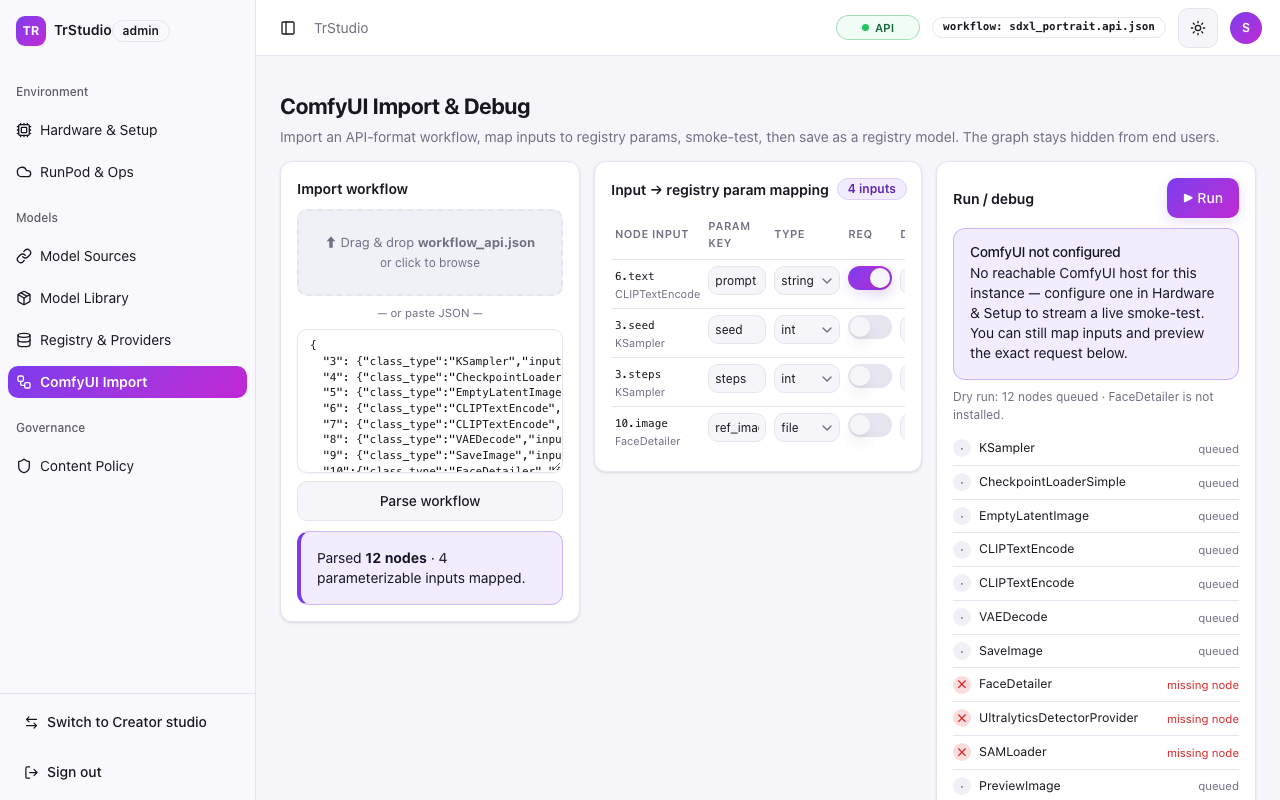 TR TrStudio admin
Environment
Hardware & Setup
RunPod & Ops
Models
Model Sources
Model Library
Registry & Providers
ComfyUI Import
Governance
Content Policy
Switch to Creator studio
Sign out
TrStudio
API
workflow: sdxl_portrait.api.json
S
ComfyUI Import & Debug
Import an API-format workflow, map inputs to registry params, smoke-test, then save as a registry model. The graph stays hidden from end users.
Import workflow
⬆ Drag & drop workflow_api.json
or click to browse
— or paste JSON —
{
"3": {"class_type":"KSampler","input
"4": {"class_type":"CheckpointLoader
"5": {"class_type":"EmptyLatentImage
"6": {"class_type":"CLIPTextEncode",
"7": {"class_type":"CLIPTextEncode",
"8": {"class_type":"VAEDecode","inpu
"9": {"class_type":"SaveImage","inpu
"10":{"class_type":"FaceDetailer"
Parse workflow
Parsed 12 nodes · 4
parameterizable inputs mapped.
Input → registry param mapping 4 inputs
NODE INPUT PARAM KEY TYPE REQ
6.text prompt string
CLIPTextEncode
3.seed seed int
KSampler
3.steps steps int
KSampler
10.image ref_ima file
FaceDetailer
Run / debug ▶ Run
ComfyUI not configured
No reachable ComfyUI host for this
instance — configure one in Hardware
& Setup to stream a live smoke-test.
You can still map inputs and preview
the exact request below.
Dry run: 12 nodes queued · FaceDetailer is not
installed.
· KSampler queued
· CheckpointLoaderSimple queued
· EmptyLatentImage queued
· CLIPTextEncode queued
· CLIPTextEncode queued
· VAEDecode queued
· SaveImage queued
✕ FaceDetailer missing node
✕ UltralyticsDetectorProvider missing node
✕ SAMLoader missing node
· PreviewImage queued